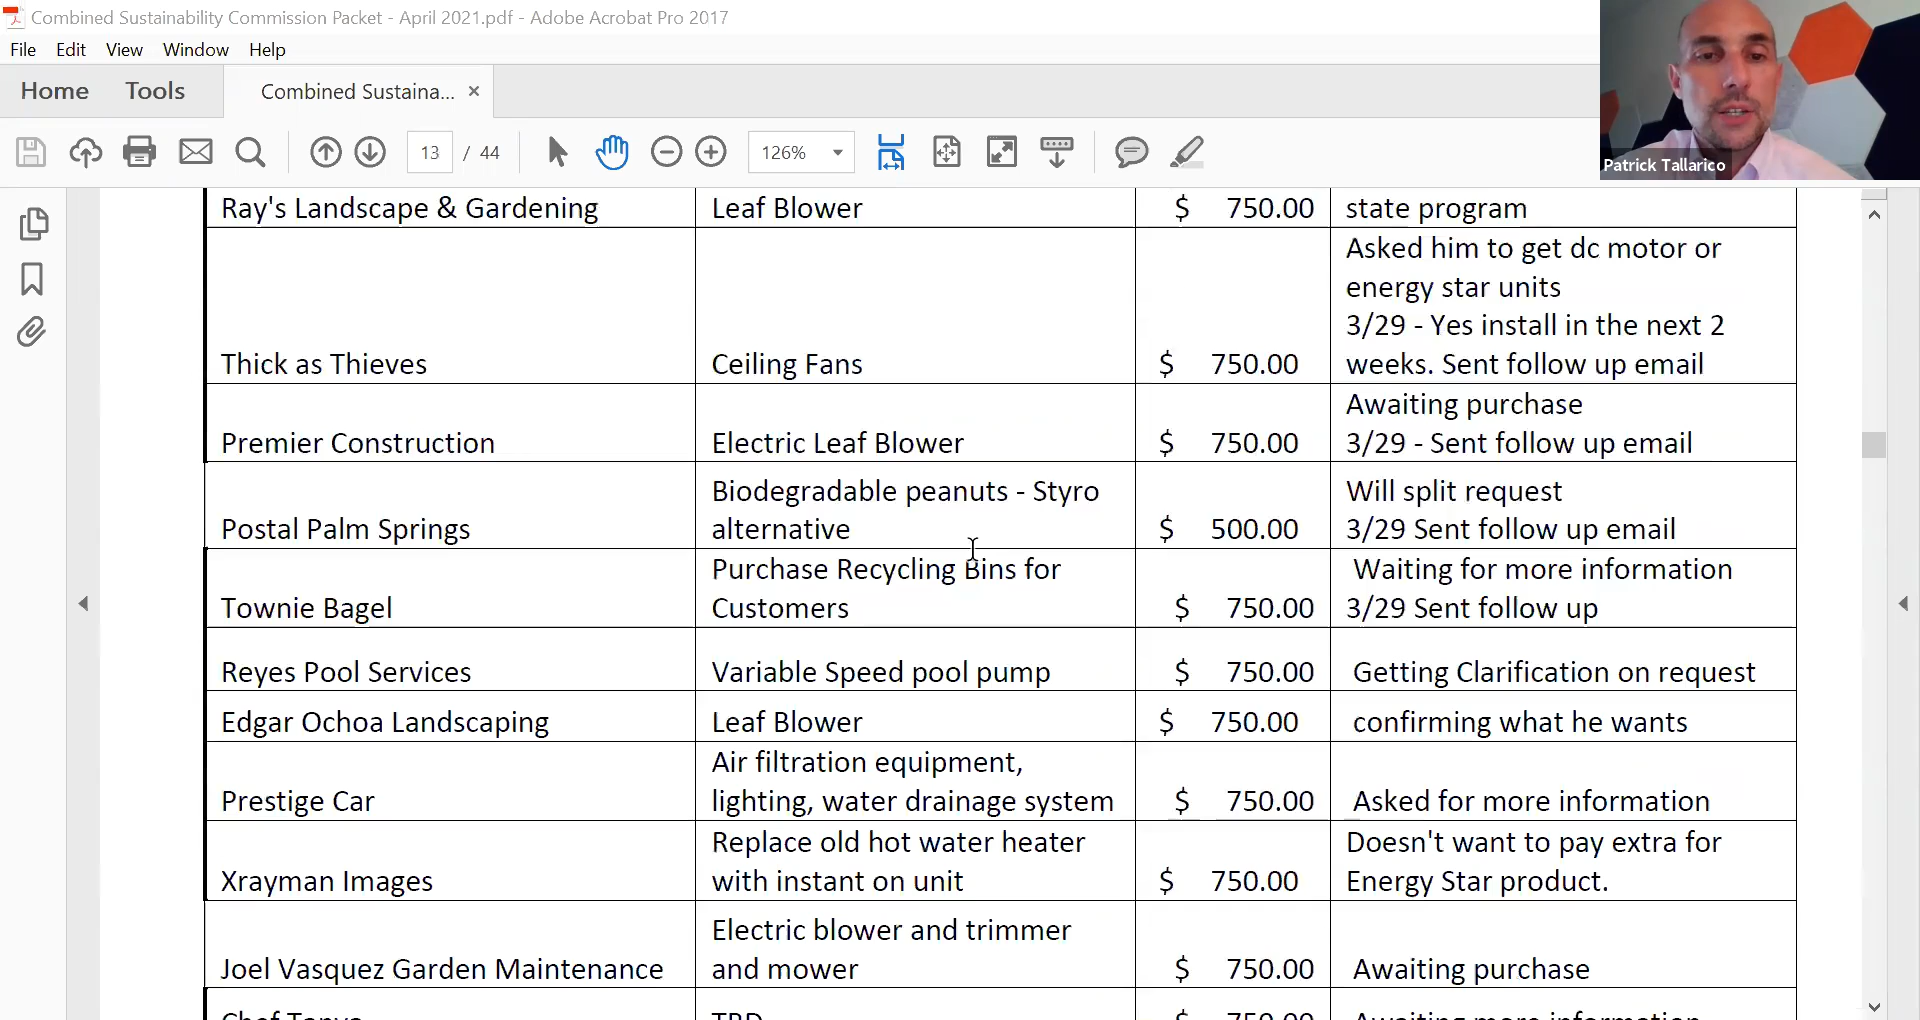 Combined Sustainability Commission Packet - April 2021.pdf - Adobe Acrobat Pro 2017
File Edit View Window Help
Home Tools Combined Sustaina... ×
13 / 44 126%
Patrick Tallarico
Ray's Landscape & Gardening Leaf Blower $ 750.00 state program
Asked him to get dc motor or
energy star units
3/29 - Yes install in the next 2
Thick as Thieves Ceiling Fans $ 750.00 weeks. Sent follow up email
Awaiting purchase
Premier Construction Electric Leaf Blower $ 750.00 3/29 - Sent follow up email
Biodegradable peanuts - Styro Will split request
Postal Palm Springs alternative $ 500.00 3/29 Sent follow up email
Purchase Recycling Bins for Waiting for more information
Townie Bagel Customers $ 750.00 3/29 Sent follow up
Reyes Pool Services Variable Speed pool pump $ 750.00 Getting Clarification on request
Edgar Ochoa Landscaping Leaf Blower $ 750.00 confirming what he wants
Air filtration equipment,
Prestige Car lighting, water drainage system $ 750.00 Asked for more information
Replace old hot water heater Doesn't want to pay extra for
Xrayman Images with instant on unit $ 750.00 Energy Star product.
Electric blower and trimmer
Joel Vasquez Garden Maintenance and mower $ 750.00 Awaiting purchase
Chef Tanya TBD $ 750.00 Awaiting more information